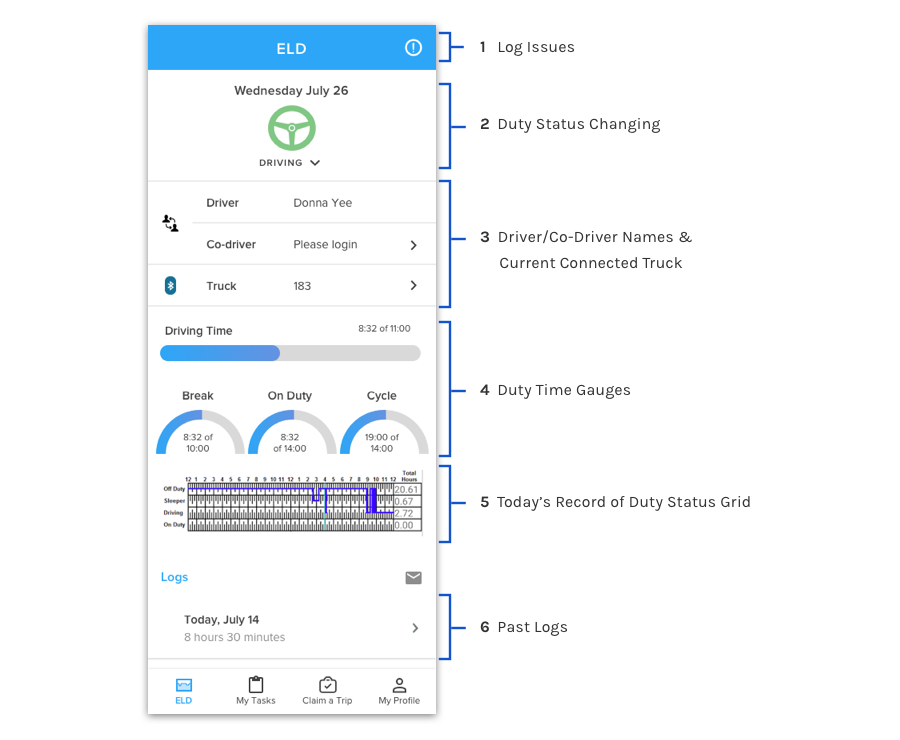 ELD
1 Log Issues
Wednesday July 26
DRIVING
2 Duty Status Changing
Driver Donna Yee
Co-driver Please login
Truck 183
3 Driver/Co-Driver Names &
Current Connected Truck
Driving Time 8:32 of 11:00
Break On Duty Cycle
8:32 of 8:32 19:00 of
10:00 of 14:00 14:00
4 Duty Time Gauges
Total
12 1 2 3 4 5 6 7 8 9 10 11 12 1 2 3 4 5 6 7 8 9 10 11 12 Hours
Off Duty 20.61
Sleeper 0.67
Driving 2.72
On Duty 0.00
5 Today's Record of Duty Status Grid
Logs
Today, July 14
8 hours 30 minutes
6 Past Logs
ELD My Tasks Claim a Trip My Profile